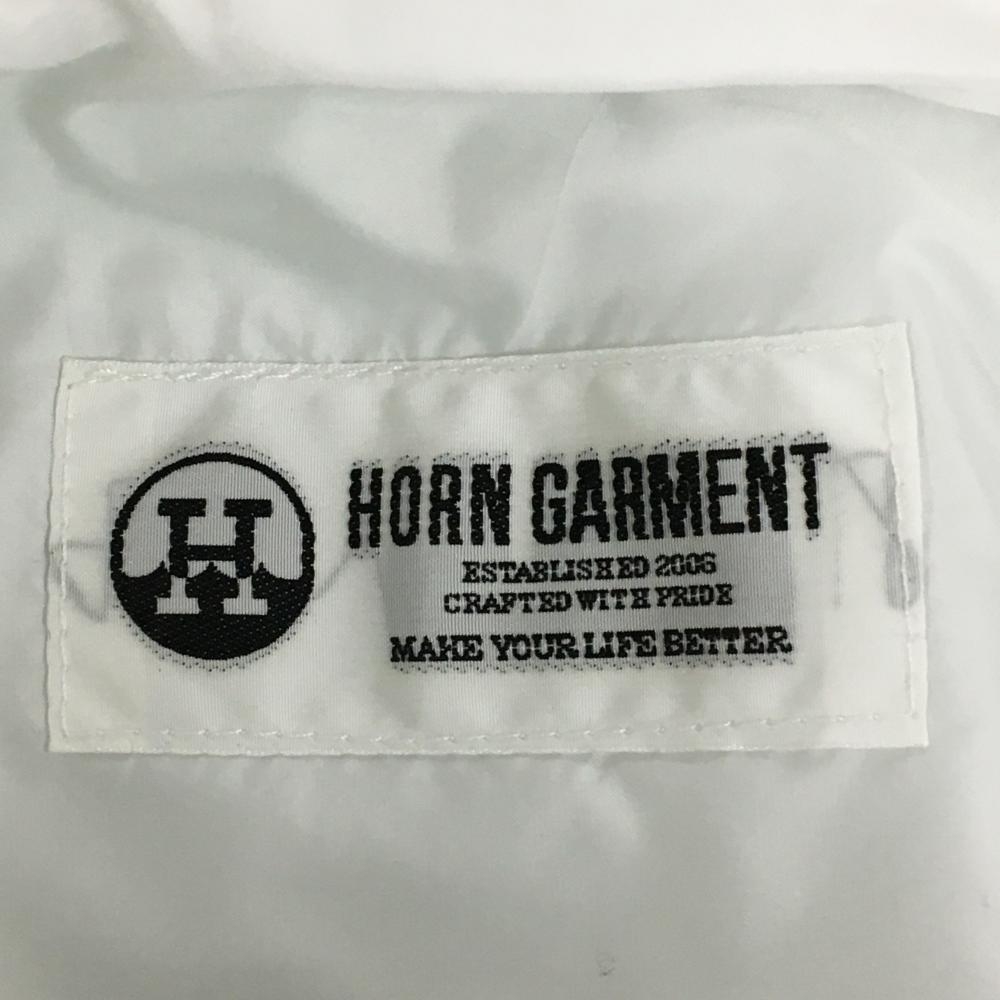 H
HORN GARMENT
ESTABLISHED 2006
CRAFTED WITH PRIDE
MAKE YOUR LIFE BETTER